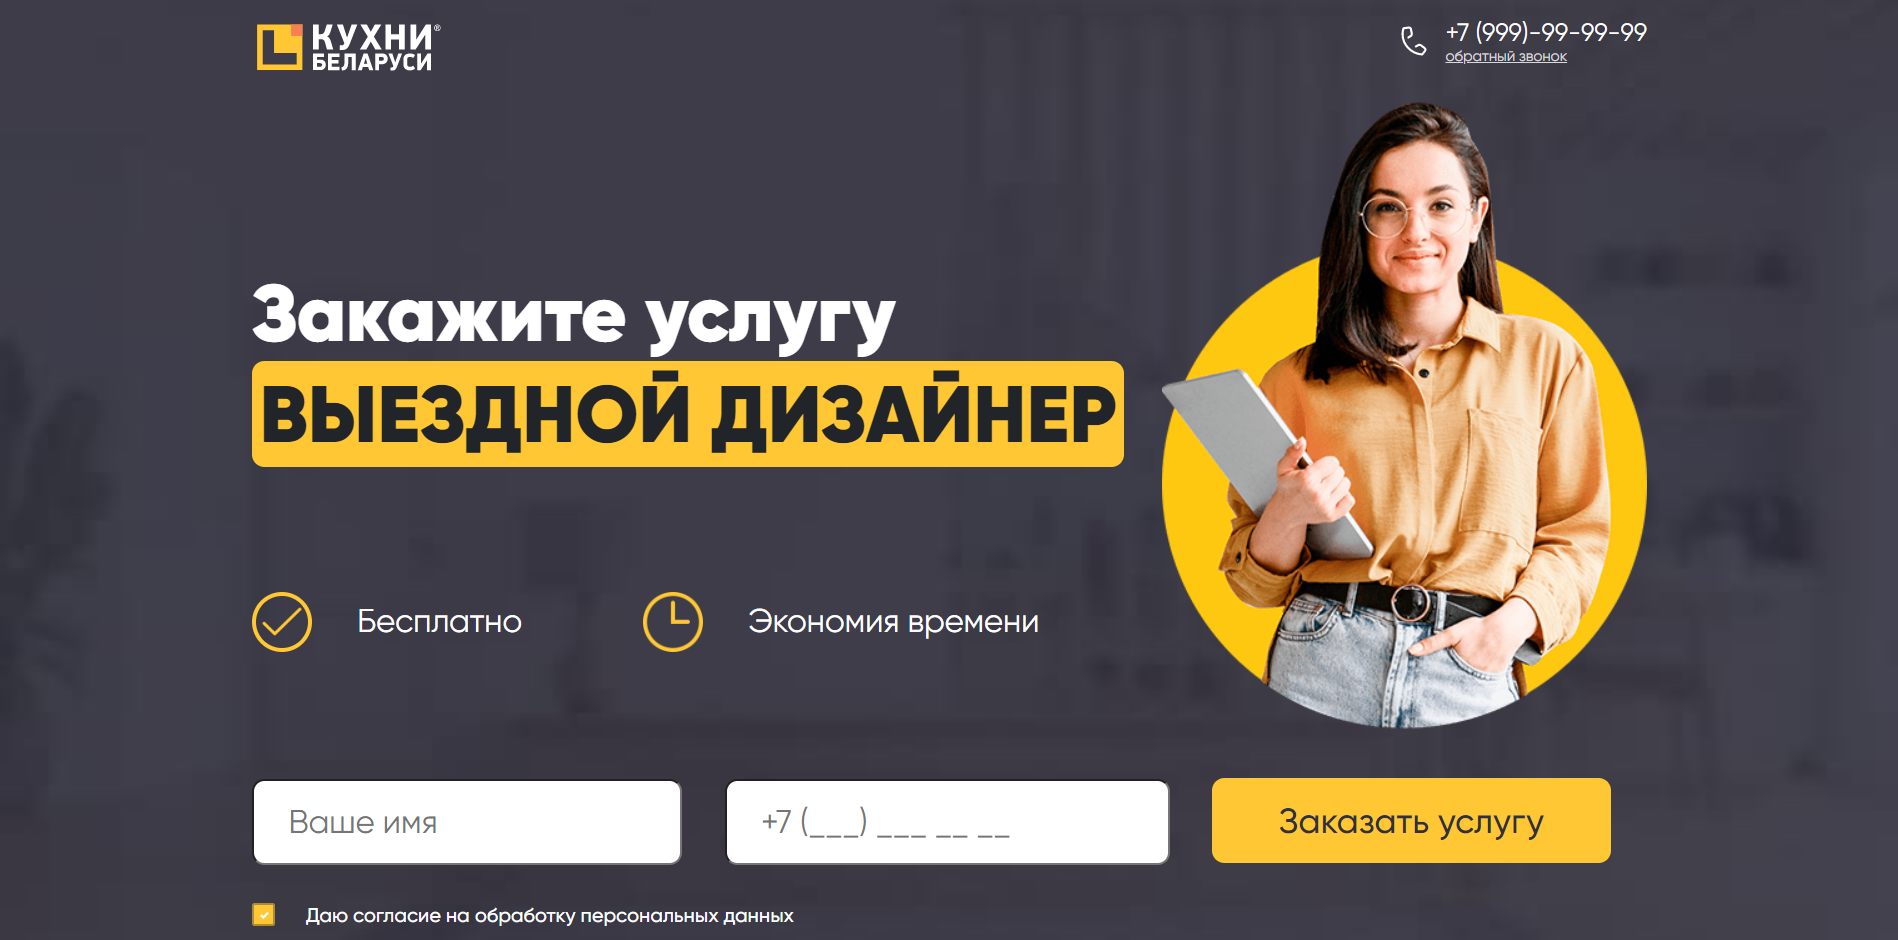 КУХНИ®
БЕЛАРУСИ
+7 (999)-99-99-99
обратный звонок
Закажите услугу
ВЫЕЗДНОЙ ДИЗАЙНЕР
Бесплатно
Экономия времени
Ваше имя
+7 (___) ___ __ __
Заказать услугу
Даю согласие на обработку персональных данных